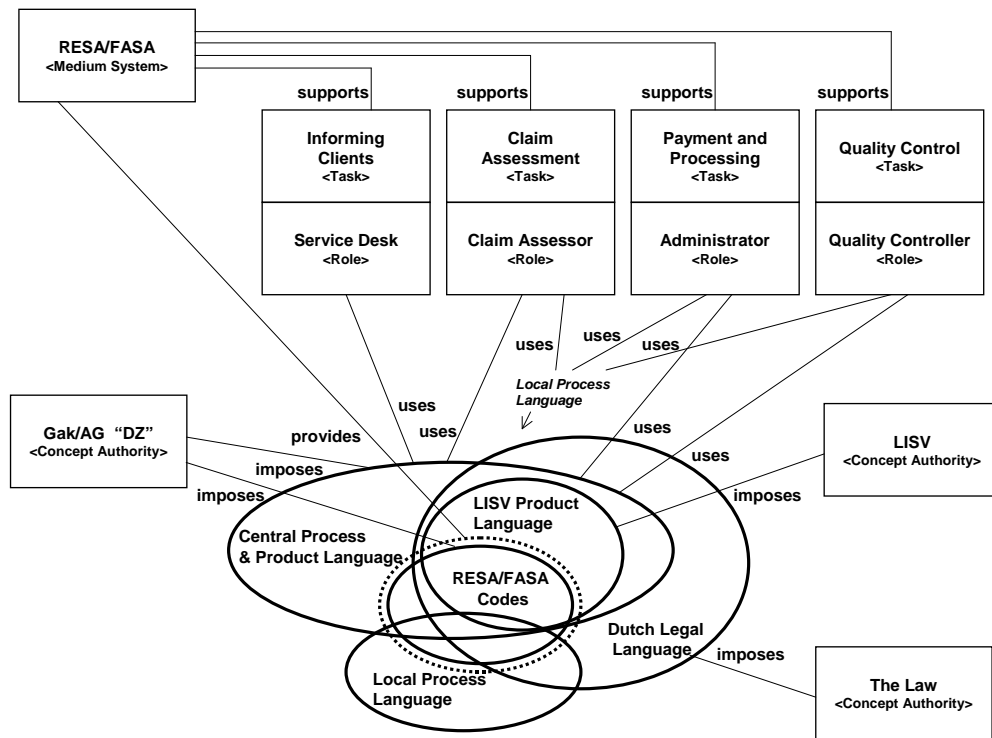 RESA/FASA
<Medium System>
supports
supports
supports
supports
Informing
Clients
<Task>
Claim
Assessment
<Task>
Payment and
Processing
<Task>
Quality Control
<Task>
Service Desk
<Role>
Claim Assessor
<Role>
Administrator
<Role>
Quality Controller
<Role>
uses
uses
uses
Local Process
Language
Gak/AG "DZ"
<Concept Authority>
uses
uses
uses
uses
provides
imposes
imposes
LISV
<Concept Authority>
imposes
LISV Product
Language
Central Process
& Product Language
RESA/FASA
Codes
Dutch Legal
Language
imposes
Local Process
Language
The Law
<Concept Authority>